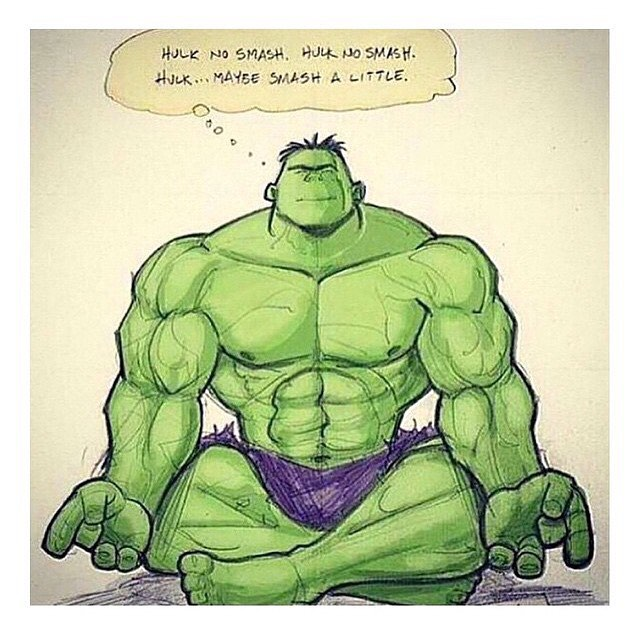 HULK NO SMASH. HULK NO SMASH.
HULK...MAYBE SMASH A LITTLE.